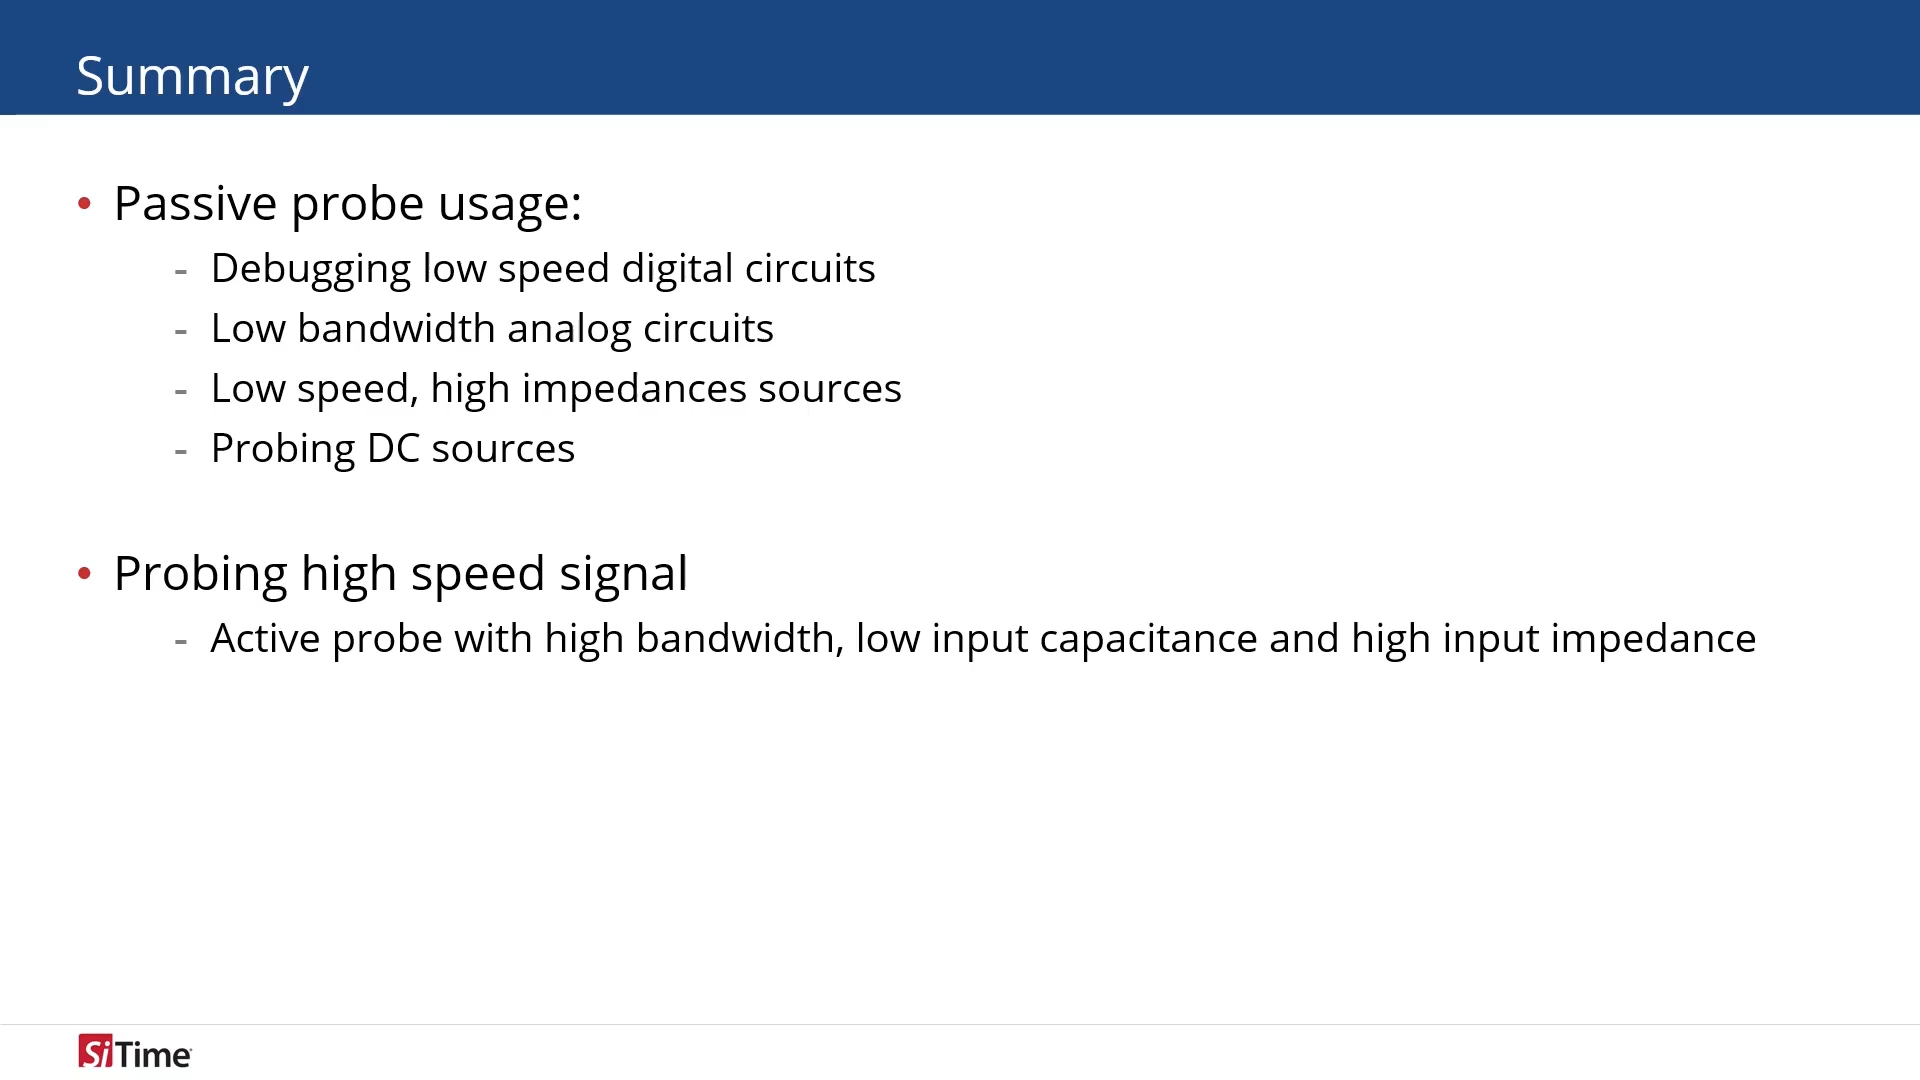 Summary
• Passive probe usage:
- Debugging low speed digital circuits
- Low bandwidth analog circuits
- Low speed, high impedances sources
- Probing DC sources
• Probing high speed signal
- Active probe with high bandwidth, low input capacitance and high input impedance
SiTime